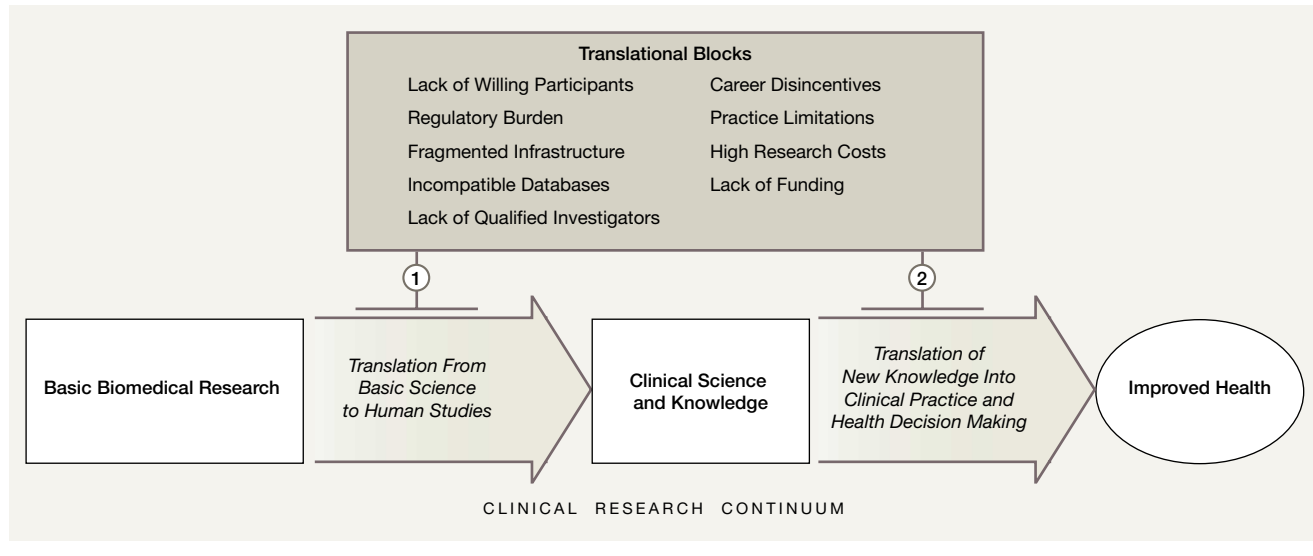 Translational Blocks
Lack of Willing Participants
Regulatory Burden
Fragmented Infrastructure
Incompatible Databases
Lack of Qualified Investigators
Career Disincentives
Practice Limitations
High Research Costs
Lack of Funding
1
2
Basic Biomedical Research
Translation From
Basic Science
to Human Studies
Clinical Science
and Knowledge
Translation of
New Knowledge Into
Clinical Practice and
Health Decision Making
Improved Health
CLINICAL RESEARCH CONTINUUM